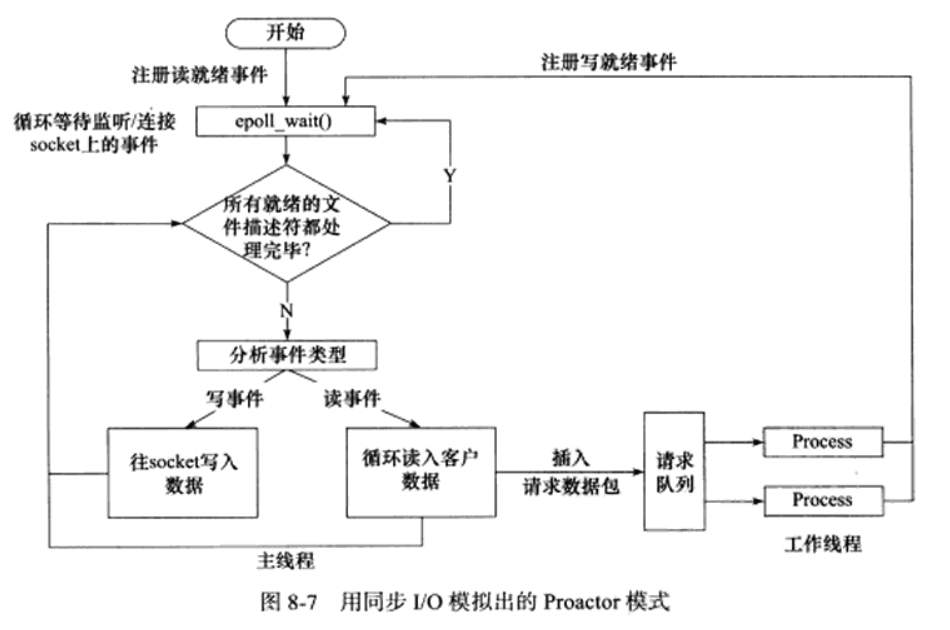 开始
注册读就绪事件
注册写就绪事件
循环等待监听/连接
socket上的事件
epoll_wait()
Y
所有就绪的文
件描述符都处
理完毕?
N
分析事件类型
写事件
读事件
往socket写入
数据
循环读入客户
数据
插入
请求数据包
请求
队列
Process
Process
工作线程
主线程
图 8-7 用同步 I/O 模拟出的 Proactor 模式